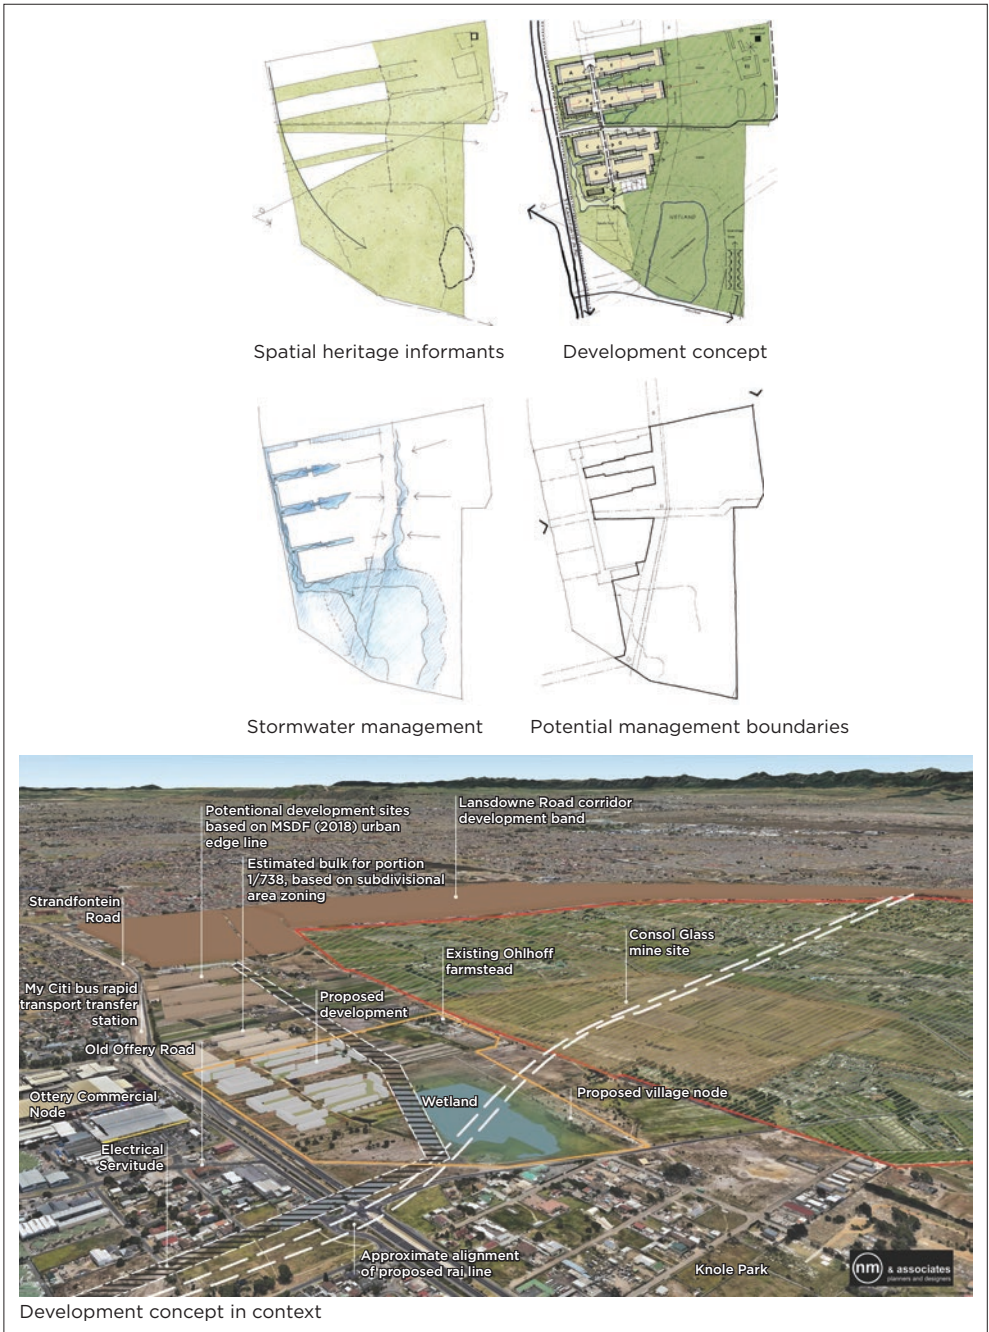 Spatial heritage informants
Development concept
WETLAND
Stormwater management
Potential management boundaries
Potentional development sites
based on MSDF (2018) urban
edge line
Lansdowne Road corridor
development band
Estimated bulk for portion
1/738, based on subdivisional
area zoning
Strandfontein
Road
Existing Ohlhoff
farmstead
Consol Glass
mine site
My Citi bus rapid
transport transfer
station
Proposed
development
Old Offery Road
Ottery Commercial
Node
Wetland
Proposed village node
Electrical
Servitude
Approximate alignment
of proposed rai line
Knole Park
nm & associates
planners and designers
Development concept in context